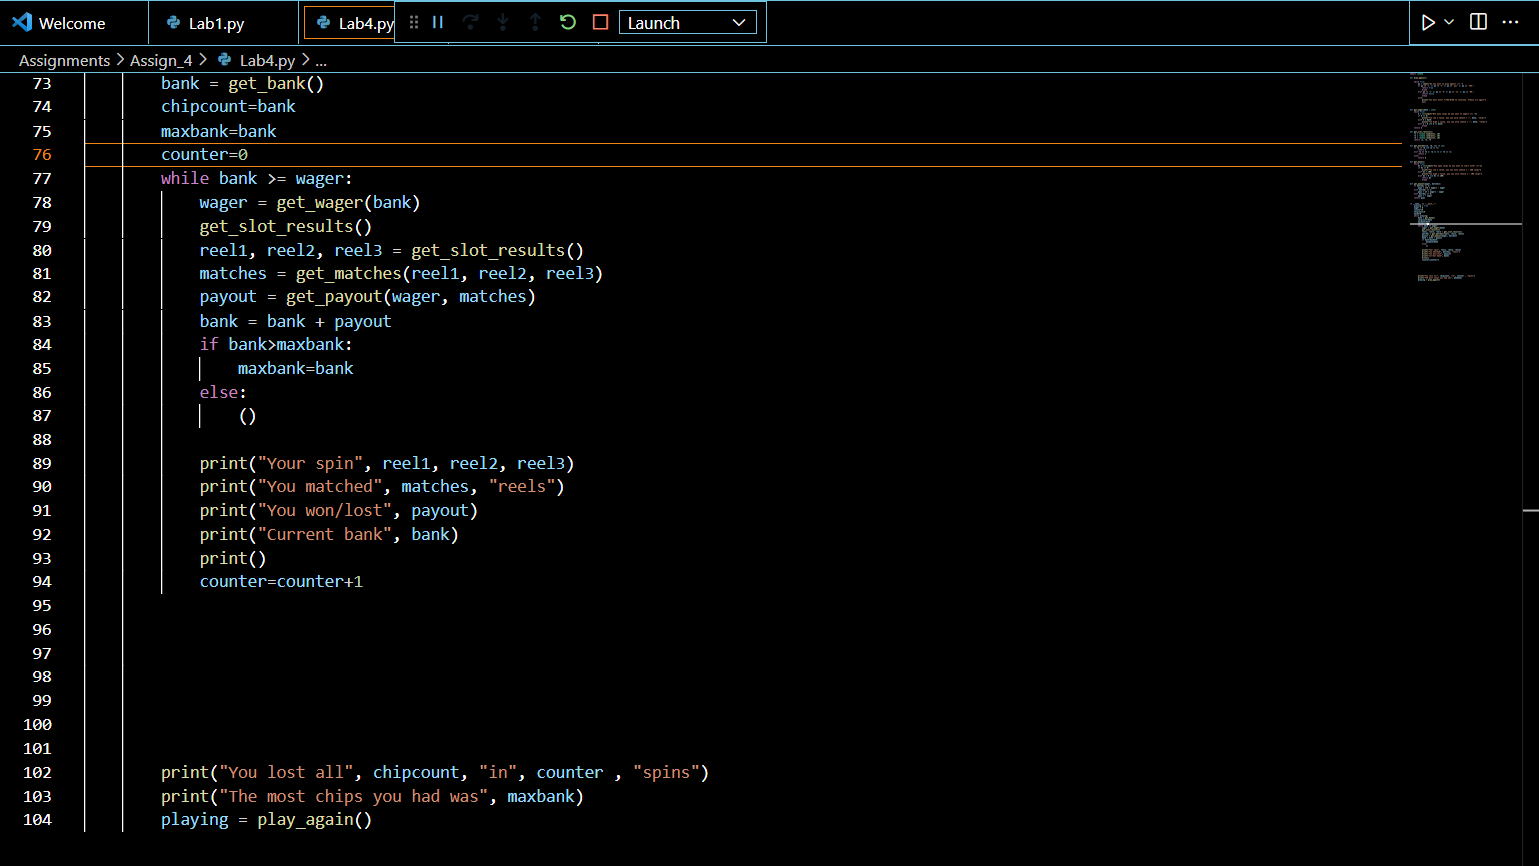 Welcome Lab1.py Lab4.py Launch
Assignments > Assign_4 > Lab4.py > ...
73 bank = get_bank()
74 chipcount=bank
75 maxbank=bank
76 counter=0
77 while bank >= wager:
78 wager = get_wager(bank)
79 get_slot_results()
80 reel1, reel2, reel3 = get_slot_results()
81 matches = get_matches(reel1, reel2, reel3)
82 payout = get_payout(wager, matches)
83 bank = bank + payout
84 if bank>maxbank:
85 maxbank=bank
86 else:
87 ()
88
89 print("Your spin", reel1, reel2, reel3)
90 print("You matched", matches, "reels")
91 print("You won/lost", payout)
92 print("Current bank", bank)
93 print()
94 counter=counter+1
95
96
97
98
99
100
101
102 print("You lost all", chipcount, "in", counter , "spins")
103 print("The most chips you had was", maxbank)
104 playing = play_again()